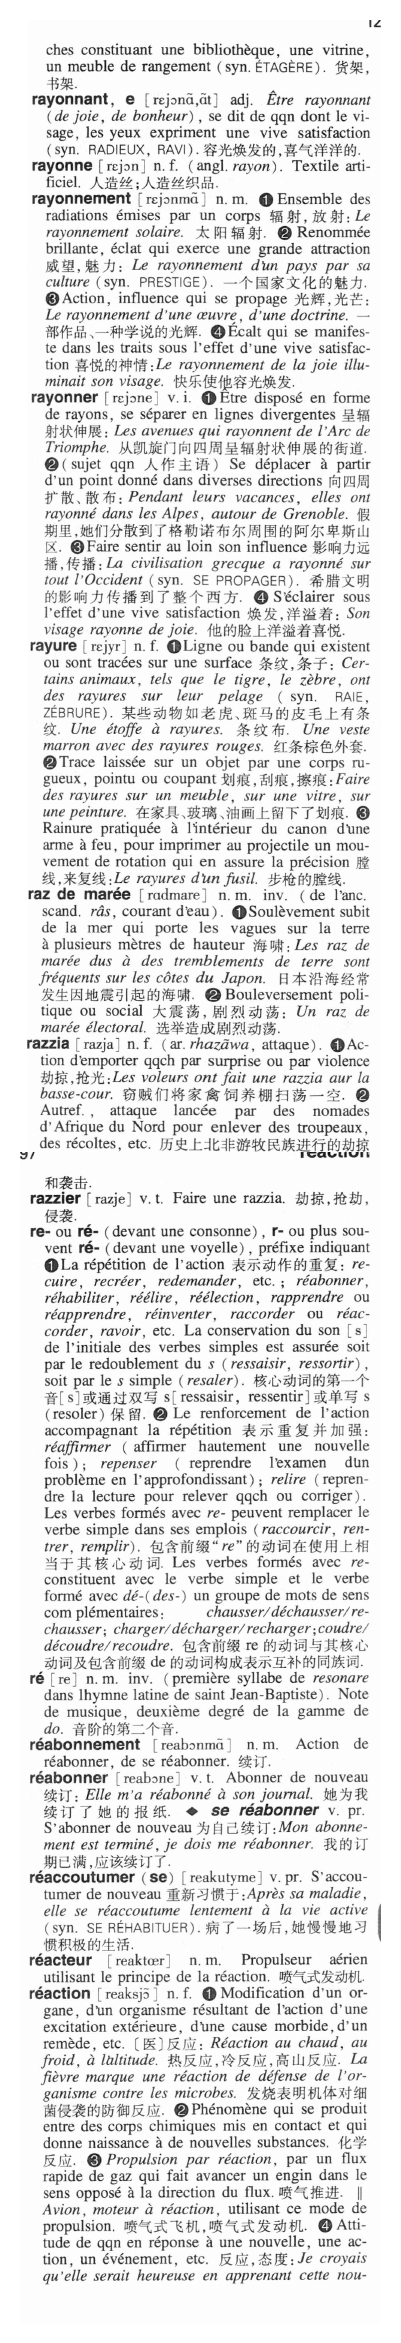 12
ches constituant une bibliothèque, une vitrine,
un meuble de rangement (syn. ÉTAGÈRE). 货架,
书架.
rayonnant, e [rɛjɔnɑ̃,ɑ̃t] adj. Être rayonnant
(de joie, de bonheur), se dit de qqn dont le vi-
sage, les yeux expriment une vive satisfaction
(syn. RADIEUX, RAVI). 容光焕发的,喜气洋洋的.
rayonne [rɛjɔn] n. f. (angl. rayon). Textile arti-
ficiel. 人造丝;人造丝织品.
rayonnement [rɛjɔnmɑ̃] n. m. ❶ Ensemble des
radiations émises par un corps 辐射, 放射: Le
rayonnement solaire. 太阳辐射. ❷ Renommée
brillante, éclat qui exerce une grande attraction
威望, 魅力: Le rayonnement d'un pays par sa
culture (syn. PRESTIGE). 一个国家文化的魅力.
❸ Action, influence qui se propage 光辉,光芒:
Le rayonnement d'une œuvre, d'une doctrine. 一
部作品、一种学说的光辉. ❹ Écalt qui se manifes-
te dans les traits sous l'effet d'une vive satisfac-
tion 喜悦的神情:Le rayonnement de la joie illu-
minait son visage. 快乐使他容光焕发.
rayonner [rɛjɔne] v. i. ❶ Être disposé en forme
de rayons, se séparer en lignes divergentes 呈辐
射状伸展: Les avenues qui rayonnent de l'Arc de
Triomphe. 从凯旋门向四周呈辐射状伸展的街道.
❷ (sujet qqn 人作主语) Se déplacer à partir
d'un point donné dans diverses directions 向四周
扩散、散布: Pendant leurs vacances, elles ont
rayonné dans les Alpes, autour de Grenoble. 假
期里,她们分散到了格勒诺布尔周围的阿尔卑斯山
区. ❸ Faire sentir au loin son influence 影响力远
播,传播: La civilisation grecque a rayonné sur
tout l'Occident (syn. SE PROPAGER). 希腊文明
的影响力传播到了整个西方. ❹ S'éclairer sous
l'effet d'une vive satisfaction 焕发,洋溢着: Son
visage rayonne de joie. 他的脸上洋溢着喜悦.
rayure [rɛjyr] n. f. ❶ Ligne ou bande qui existent
ou sont tracées sur une surface 条纹,条子: Cer-
tains animaux, tels que le tigre, le zèbre, ont
des rayures sur leur pelage (syn. RAIE,
ZÉBRURE). 某些动物如老虎、斑马的皮毛上有条
纹. Une étoffe à rayures. 条纹布. Une veste
marron avec des rayures rouges. 红条棕色外套.
❷ Trace laissée sur un objet par une corps ru-
gueux, pointu ou coupant 划痕,刮痕,擦痕:Faire
des rayures sur un meuble, sur une vitre, sur
une peinture. 在家具、玻璃、油画上留下了划痕. ❸
Rainure pratiquée à l'intérieur du canon d'une
arme à feu, pour imprimer au projectile un mou-
vement de rotation qui en assure la précision 膛
线,来复线:Le rayures d'un fusil. 步枪的膛线.
raz de marée [rɑdmare] n. m. inv. (de l'anc.
scand. râs, courant d'eau). ❶ Soulèvement subit
de la mer qui porte les vagues sur la terre
à plusieurs mètres de hauteur 海啸: Les raz de
marée dus à des tremblements de terre sont
fréquents sur les côtes du Japon. 日本沿海经常
发生因地震引起的海啸. ❷ Bouleversement poli-
tique ou social 大震荡, 剧烈动荡: Un raz de
marée électoral. 选举造成剧烈动荡.
razzia [razja] n. f. (ar. rhazāwa, attaque). ❶ Ac-
tion d'emporter qqch par surprise ou par violence
劫掠,抢光:Les voleurs ont fait une razzia aur la
basse-cour. 窃贼们将家禽饲养棚扫荡一空. ❷
Autref., attaque lancée par des nomades
d'Afrique du Nord pour enlever des troupeaux,
des récoltes, etc. 历史上北非游牧民族进行的劫掠
97 réaction
和袭击.
razzier [razje] v. t. Faire une razzia. 劫掠,抢劫,
侵袭.
re- ou ré- (devant une consonne), r- ou plus sou-
vent ré- (devant une voyelle), préfixe indiquant
❶ La répétition de l'action 表示动作的重复: re-
cuire, recréer, redemander, etc.; réabonner,
réhabiliter, réélire, réélection, rapprendre ou
réapprendre, réinventer, raccorder ou réac-
corder, ravoir, etc. La conservation du son [s]
de l'initiale des verbes simples est assurée soit
par le redoublement du s (ressaisir, ressortir),
soit par le s simple (resaler). 核心动词的第一个
音[s]或通过双写 s[ressaisir, ressentir]或单写 s
(resoler) 保留. ❷ Le renforcement de l'action
accompagnant la répétition 表示重复并加强:
réaffirmer (affirmer hautement une nouvelle
fois); repenser (reprendre l'examen d'un
problème en l'approfondissant); relire (repren-
dre la lecture pour relever qqch ou corriger).
Les verbes formés avec re- peuvent remplacer le
verbe simple dans ses emplois (raccourcir, ren-
trer, remplir). 包含前缀“re”的动词在使用上相
当于其核心动词. Les verbes formés avec re-
constituent avec le verbe simple et le verbe
formé avec dé-(des-) un groupe de mots de sens
com plémentaires: chausser/déchausser/re-
chausser; charger/décharger/recharger;coudre/
découdre/recoudre. 包含前缀 re 的动词与其核心
动词及包含前缀 de 的动词构成表示互补的同族词.
ré [re] n. m. inv. (première syllabe de resonare
dans lhymne latine de saint Jean-Baptiste). Note
de musique, deuxième degré de la gamme de
do. 音阶的第二个音.
réabonnement [reabɔnmɑ̃] n. m. Action de
réabonner, de se réabonner. 续订.
réabonner [reabɔne] v. t. Abonner de nouveau
续订: Elle m'a réabonné à son journal. 她为我
续订了她的报纸. ◆ se réabonner v. pr.
S'abonner de nouveau 为自己续订:Mon abonne-
ment est terminé, je dois me réabonner. 我的订
期已满,应该续订了.
réaccoutumer (se) [reakutyme] v. pr. S'accou-
tumer de nouveau 重新习惯于:Après sa maladie,
elle se réaccoutume lentement à la vie active
(syn. SE RÉHABITUER). 病了一场后,她慢慢地习
惯积极的生活.
réacteur [reaktœr] n. m. Propulseur aérien
utilisant le principe de la réaction. 喷气式发动机.
réaction [reaksjɔ̃] n. f. ❶ Modification d'un or-
gane, d'un organisme résultant de l'action d'une
excitation extérieure, d'une cause morbide,d'un
remède, etc. [医]反应: Réaction au chaud, au
froid, à l'altitude. 热反应,冷反应,高山反应. La
fièvre marque une réaction de défense de l'or-
ganisme contre les microbes. 发烧表明机体对细
菌侵袭的防御反应. ❷ Phénomène qui se produit
entre des corps chimiques mis en contact et qui
donne naissance à de nouvelles substances. 化学
反应. ❸ Propulsion par réaction, par un flux
rapide de gaz qui fait avancer un engin dans le
sens opposé à la direction du flux. 喷气推进. ‖
Avion, moteur à réaction, utilisant ce mode de
propulsion. 喷气式飞机,喷气式发动机. ❹ Atti-
tude de qqn en réponse à une nouvelle, une ac-
tion, un événement, etc. 反应,态度:Je croyais
qu'elle serait heureuse en apprenant cette nou-